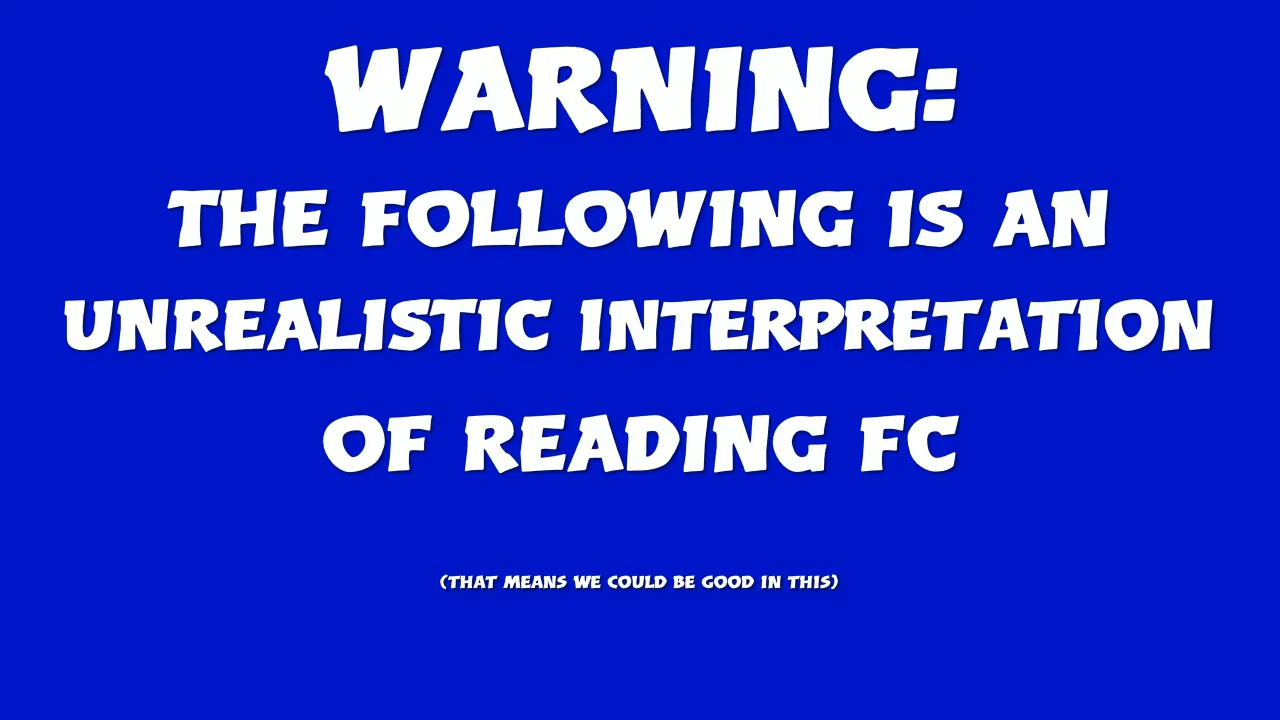 WARNING:
THE FOLLOWING IS AN
UNREALISTIC INTERPRETATION
OF READING FC
(THAT MEANS WE COULD BE GOOD IN THIS)